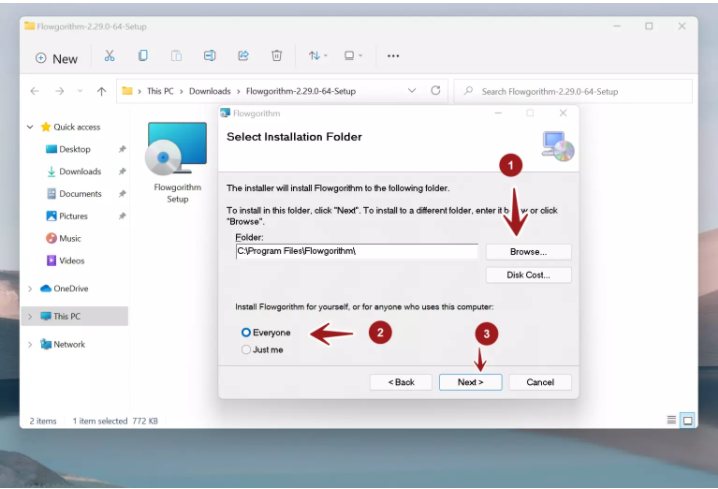 Flowgorithm-2.29.0-64-Setup
New
This PC > Downloads > Flowgorithm-2.29.0-64-Setup
Search Flowgorithm-2.29.0-64-Setup
Quick access
Desktop
Downloads
Documents
Pictures
Music
Videos
OneDrive
This PC
Network
Flowgorithm
Setup
Flowgorithm
Select Installation Folder
1
The installer will install Flowgorithm to the following folder.
To install in this folder, click "Next". To install to a different folder, enter it or click
"Browse".
Folder:
C:\Program Files\Flowgorithm\
Browse...
Disk Cost...
Install Flowgorithm for yourself, or for anyone who uses this computer:
Everyone
2
Just me
3
< Back
Next >
Cancel
2 items 1 item selected 772 KB